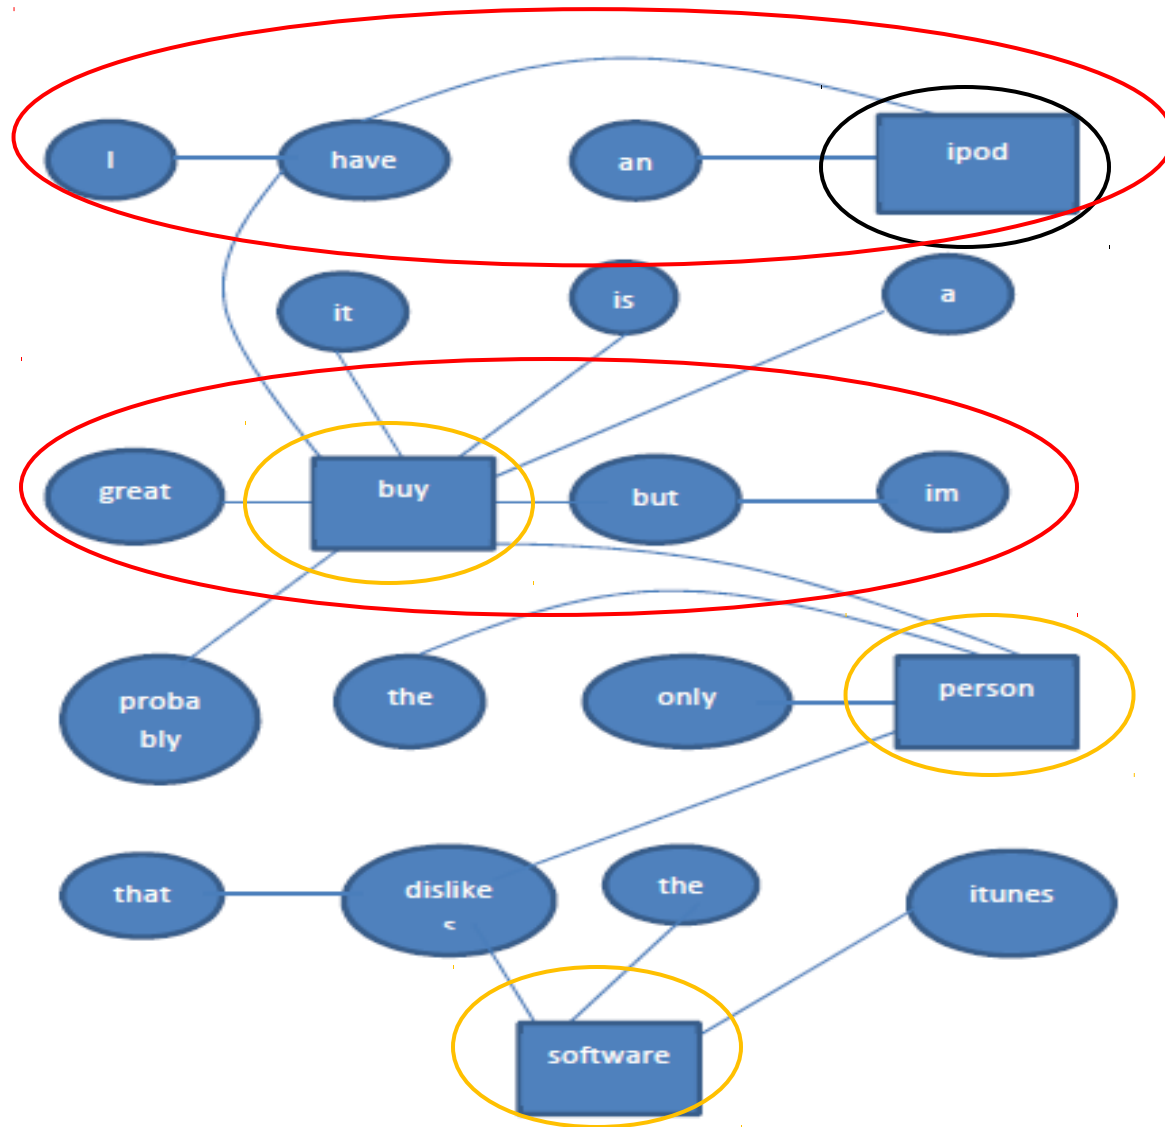 I have an ipod
it is a
great buy but im
proba
bly
the only person
that dislike
s
the itunes
software